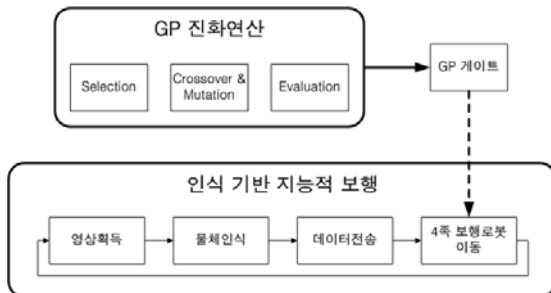 GP 진화연산
Selection
Crossover &
Mutation
Evaluation
GP 게이트
인식 기반 지능적 보행
영상획득
물체인식
데이터전송
4족 보행로봇
이동